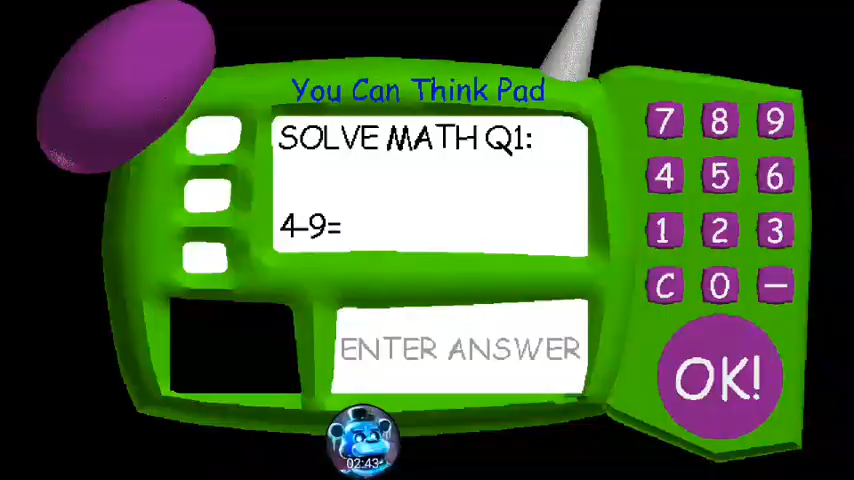 You Can Think Pad
SOLVE MATH Q1:
4-9=
7 8 9
4 5 6
1 2 3
C 0 -
ENTER ANSWER
OK!
02:43